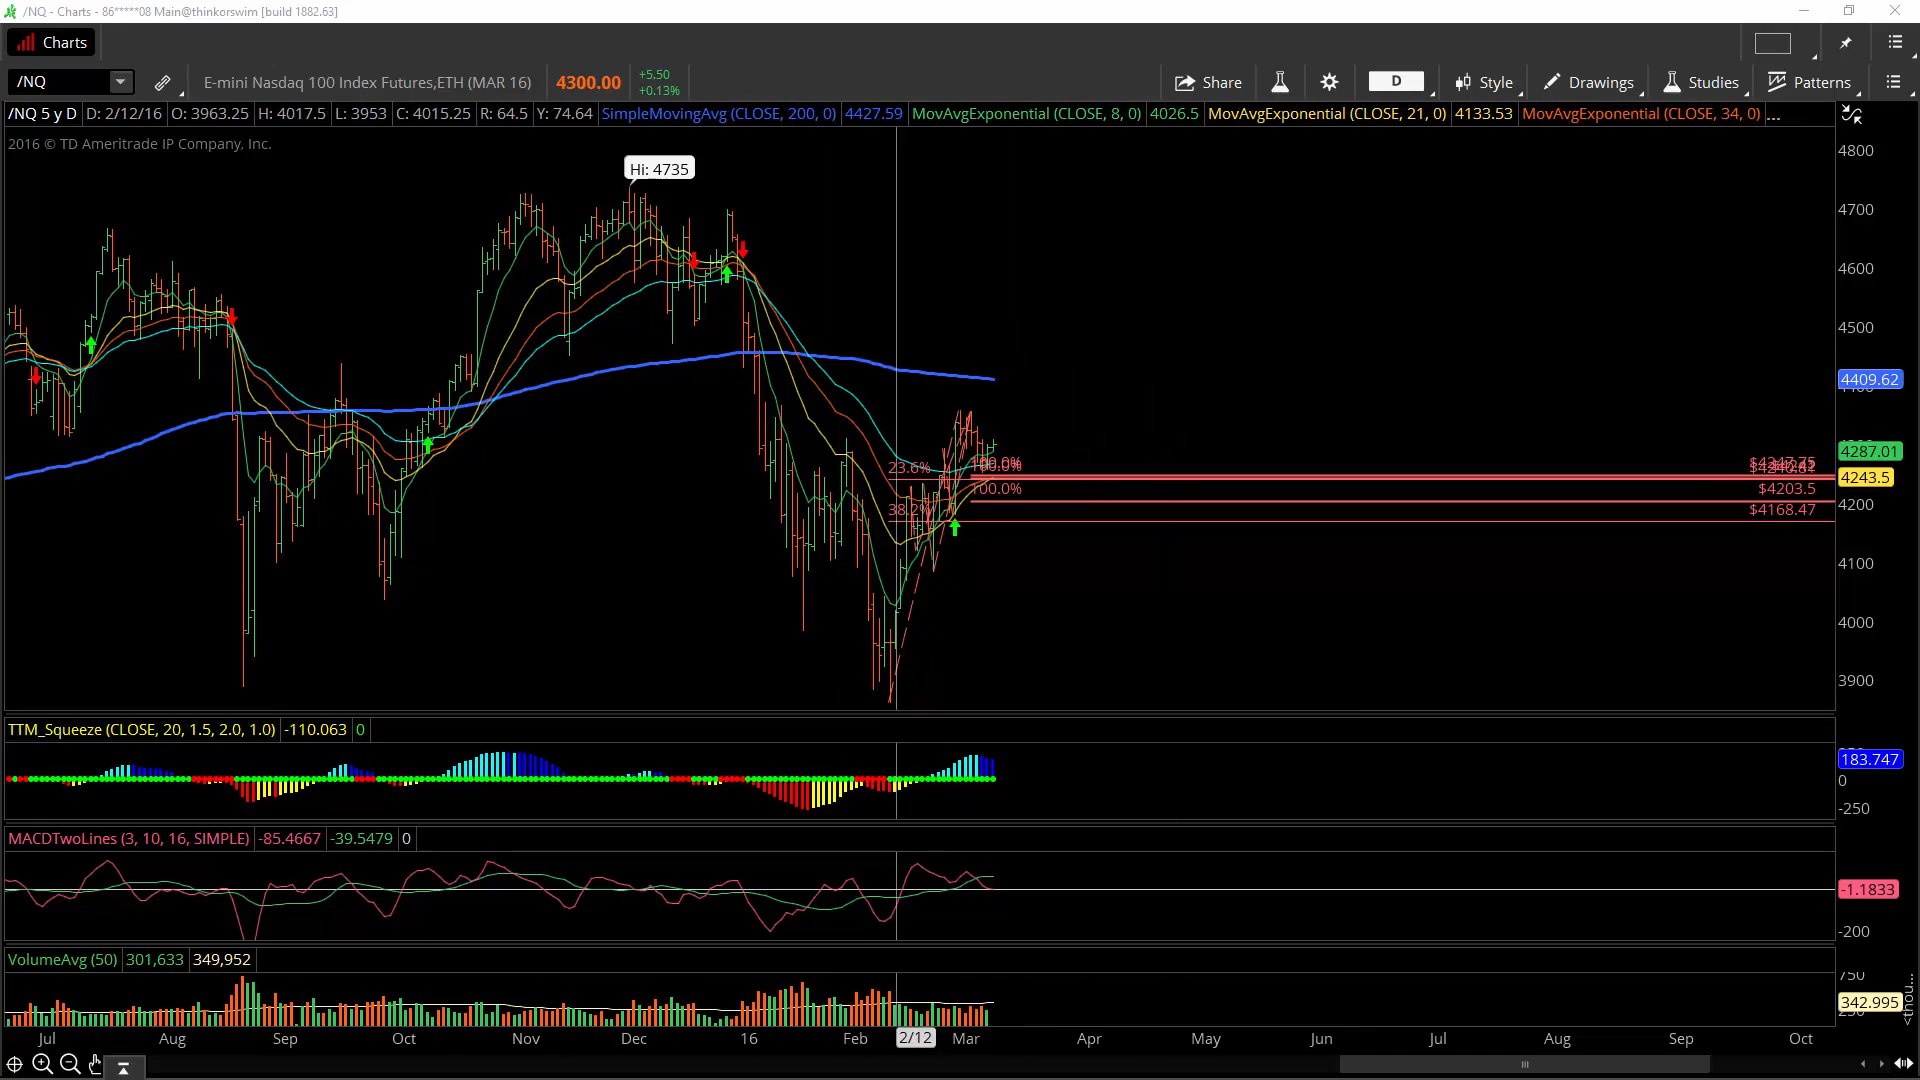 /NQ - Charts - 86*****08 Main@thinkorswim [build 1882.63]
Charts
/NQ
E-mini Nasdaq 100 Index Futures,ETH (MAR 16)
4300.00
+5.50
+0.13%
Share
D
Style
Drawings
Studies
Patterns
/NQ 5 y D D: 2/12/16 O: 3963.25 H: 4017.5 L: 3953 C: 4015.25 R: 64.5 Y: 74.64 SimpleMovingAvg (CLOSE, 200, 0) 4427.59 MovAvgExponential (CLOSE, 8, 0) 4026.5 MovAvgExponential (CLOSE, 21, 0) 4133.53 MovAvgExponential (CLOSE, 34, 0) ...
2016 © TD Ameritrade IP Company, Inc.
Hi: 4735
4800
4700
4600
4500
4409.62
4287.01
4243.5
4200
4100
4000
3900
23.6%
100.0%
$4247.75
100.0%
$4203.5
38.2%
$4168.47
TTM_Squeeze (CLOSE, 20, 1.5, 2.0, 1.0) -110.063 0
183.747
0
-250
MACDTwoLines (3, 10, 16, SIMPLE) -85.4667 -39.5479 0
-1.1833
-200
VolumeAvg (50) 301,633 349,952
750
342.995
<thou...
Jul Aug Sep Oct Nov Dec 16 Feb 2/12 Mar Apr May Jun Jul Aug Sep Oct